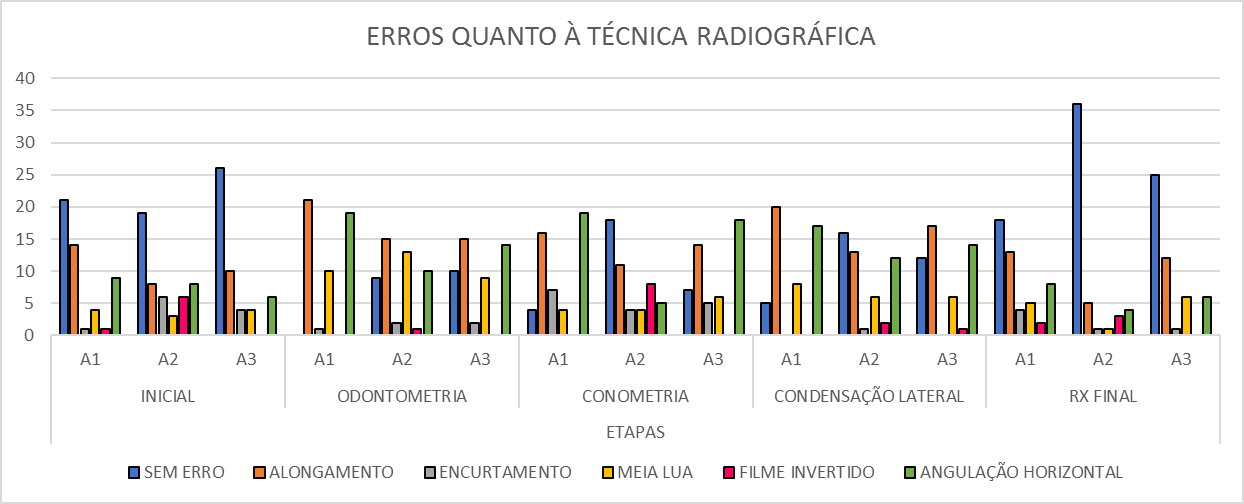 ERROS QUANTO À TÉCNICA RADIOGRÁFICA
40
35
30
25
20
15
10
5
0
A1 A2 A3 A1 A2 A3 A1 A2 A3 A1 A2 A3 A1 A2 A3
INICIAL ODONTOMETRIA CONOMETRIA CONDENSAÇÃO LATERAL RX FINAL
ETAPAS
SEM ERRO ALONGAMENTO ENCURTAMENTO MEIA LUA FILME INVERTIDO ANGULAÇÃO HORIZONTAL